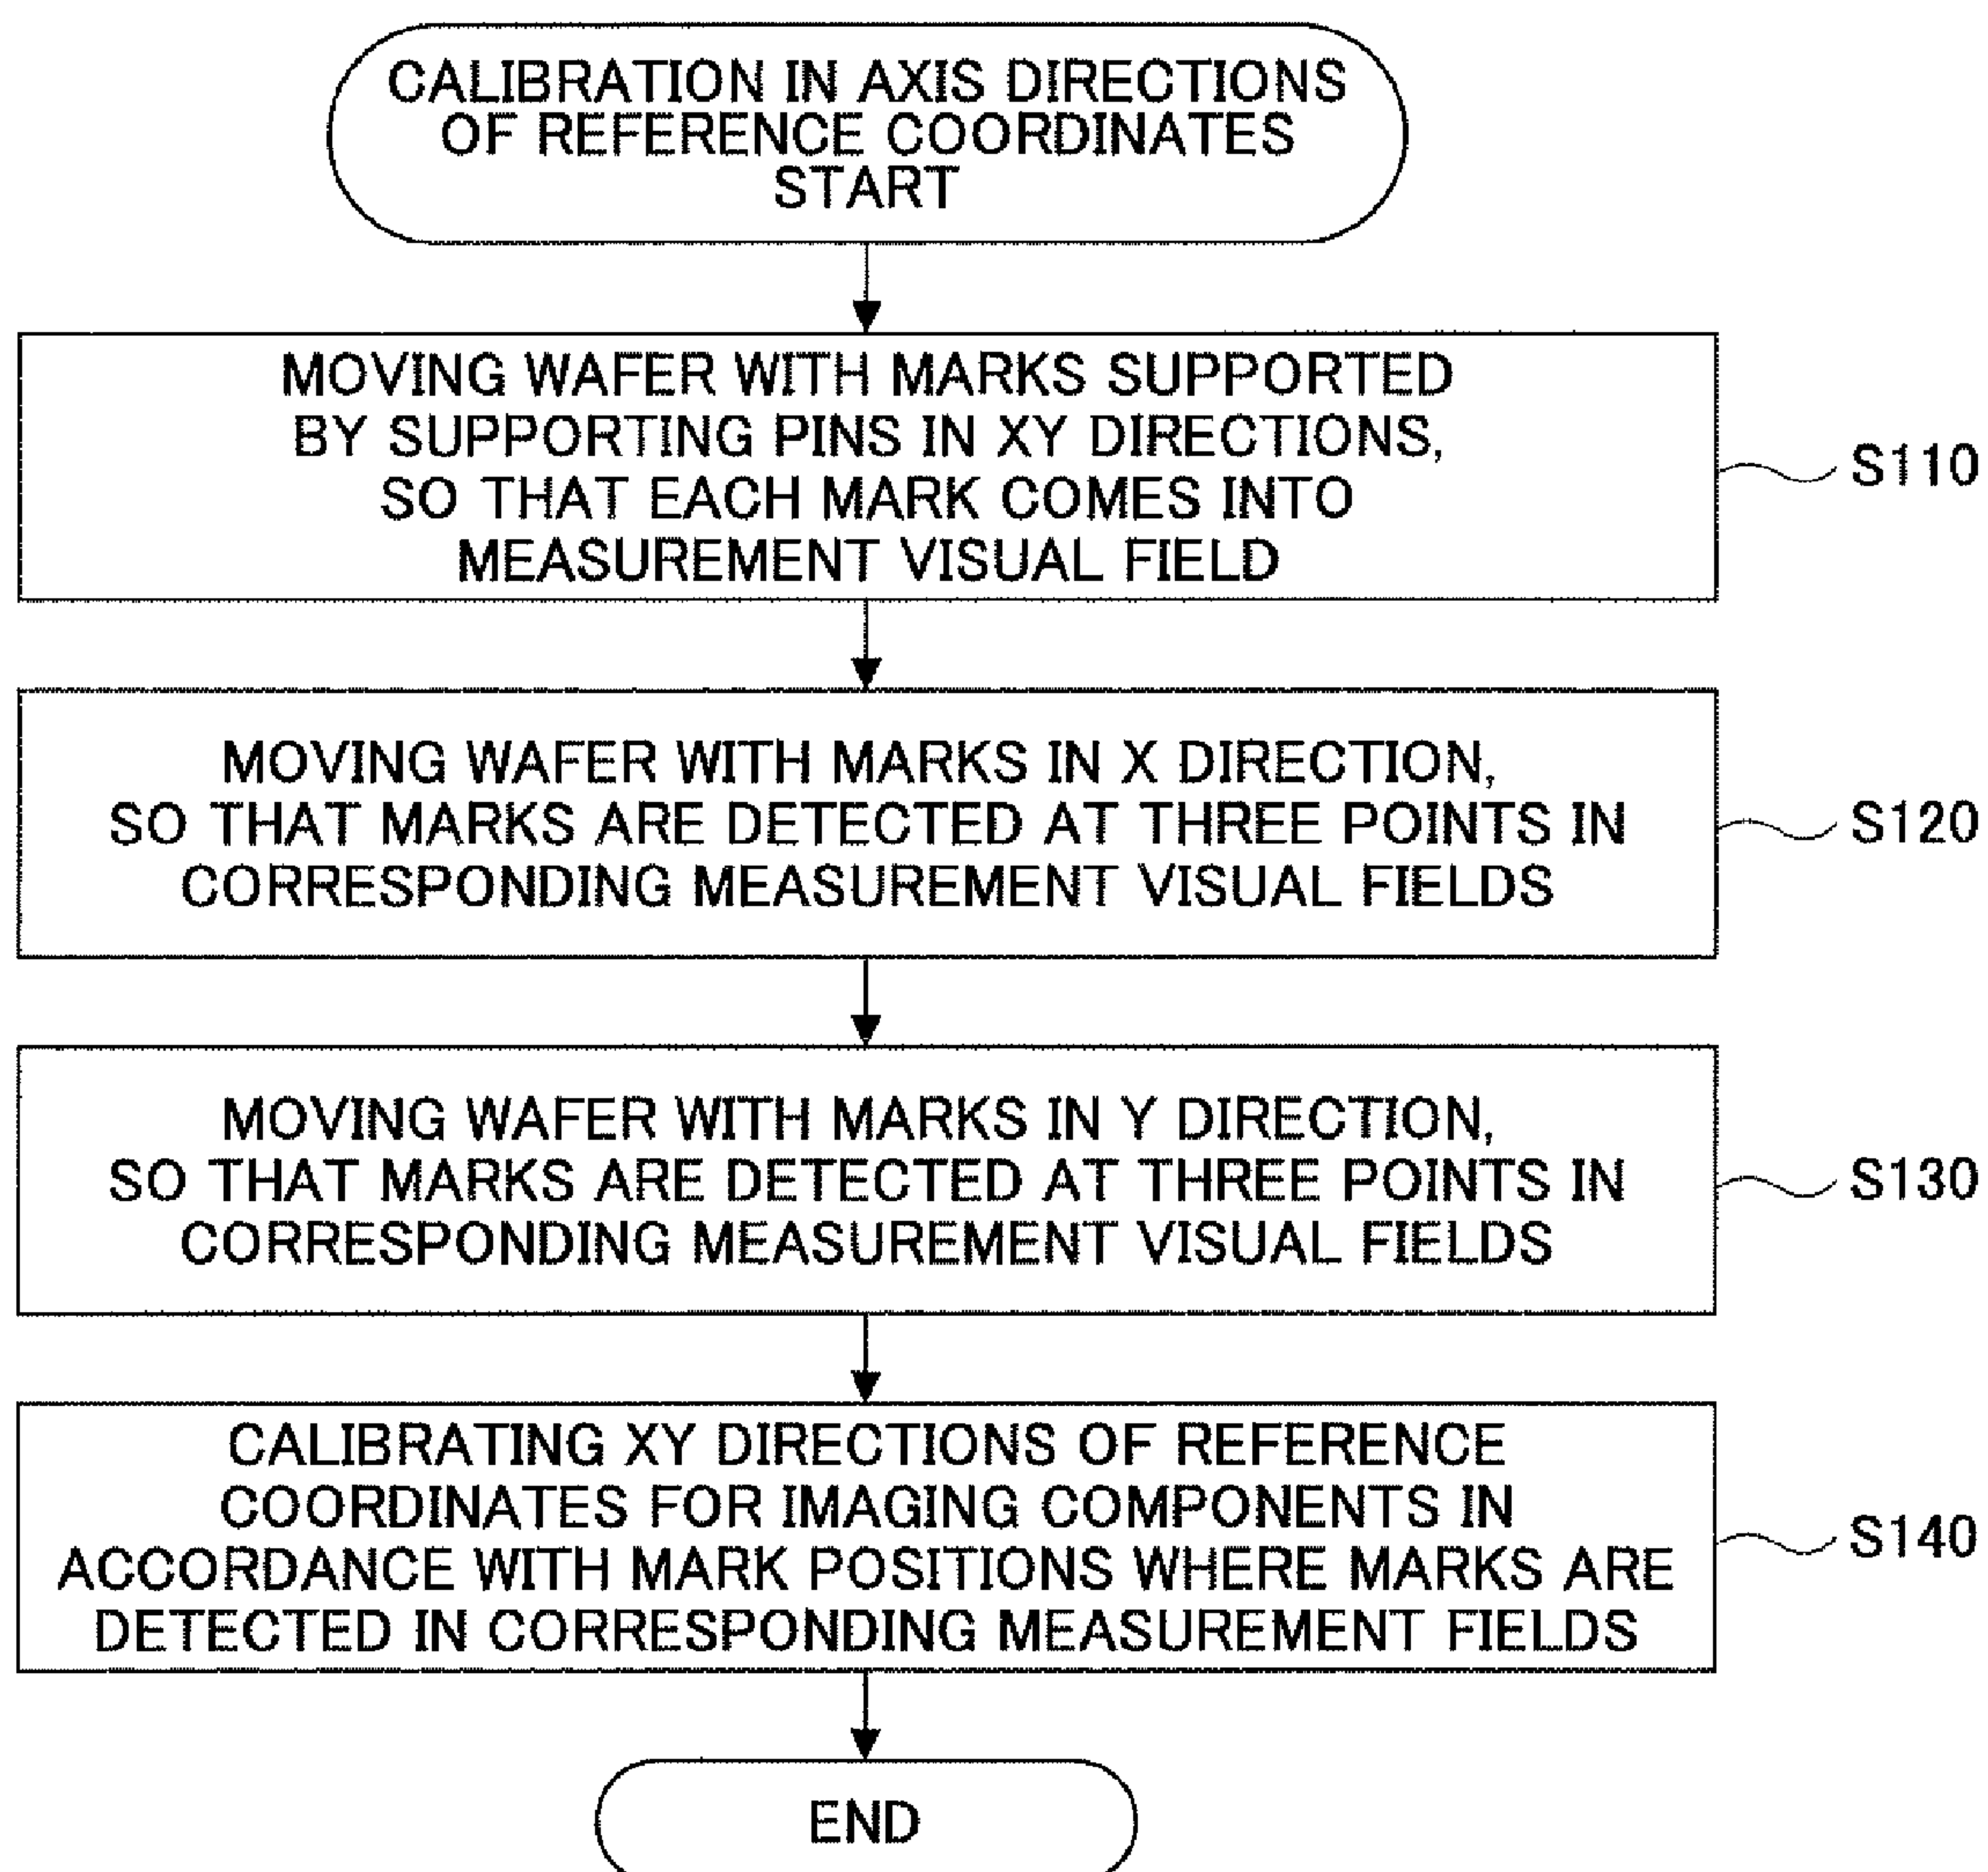 CALIBRATION IN AXIS DIRECTIONS
OF REFERENCE COORDINATES
START
MOVING WAFER WITH MARKS SUPPORTED
BY SUPPORTING PINS IN XY DIRECTIONS,
SO THAT EACH MARK COMES INTO
MEASUREMENT VISUAL FIELD
S110
MOVING WAFER WITH MARKS IN X DIRECTION,
SO THAT MARKS ARE DETECTED AT THREE POINTS IN
CORRESPONDING MEASUREMENT VISUAL FIELDS
S120
MOVING WAFER WITH MARKS IN Y DIRECTION,
SO THAT MARKS ARE DETECTED AT THREE POINTS IN
CORRESPONDING MEASUREMENT VISUAL FIELDS
S130
CALIBRATING XY DIRECTIONS OF REFERENCE
COORDINATES FOR IMAGING COMPONENTS IN
ACCORDANCE WITH MARK POSITIONS WHERE MARKS ARE
DETECTED IN CORRESPONDING MEASUREMENT FIELDS
S140
END